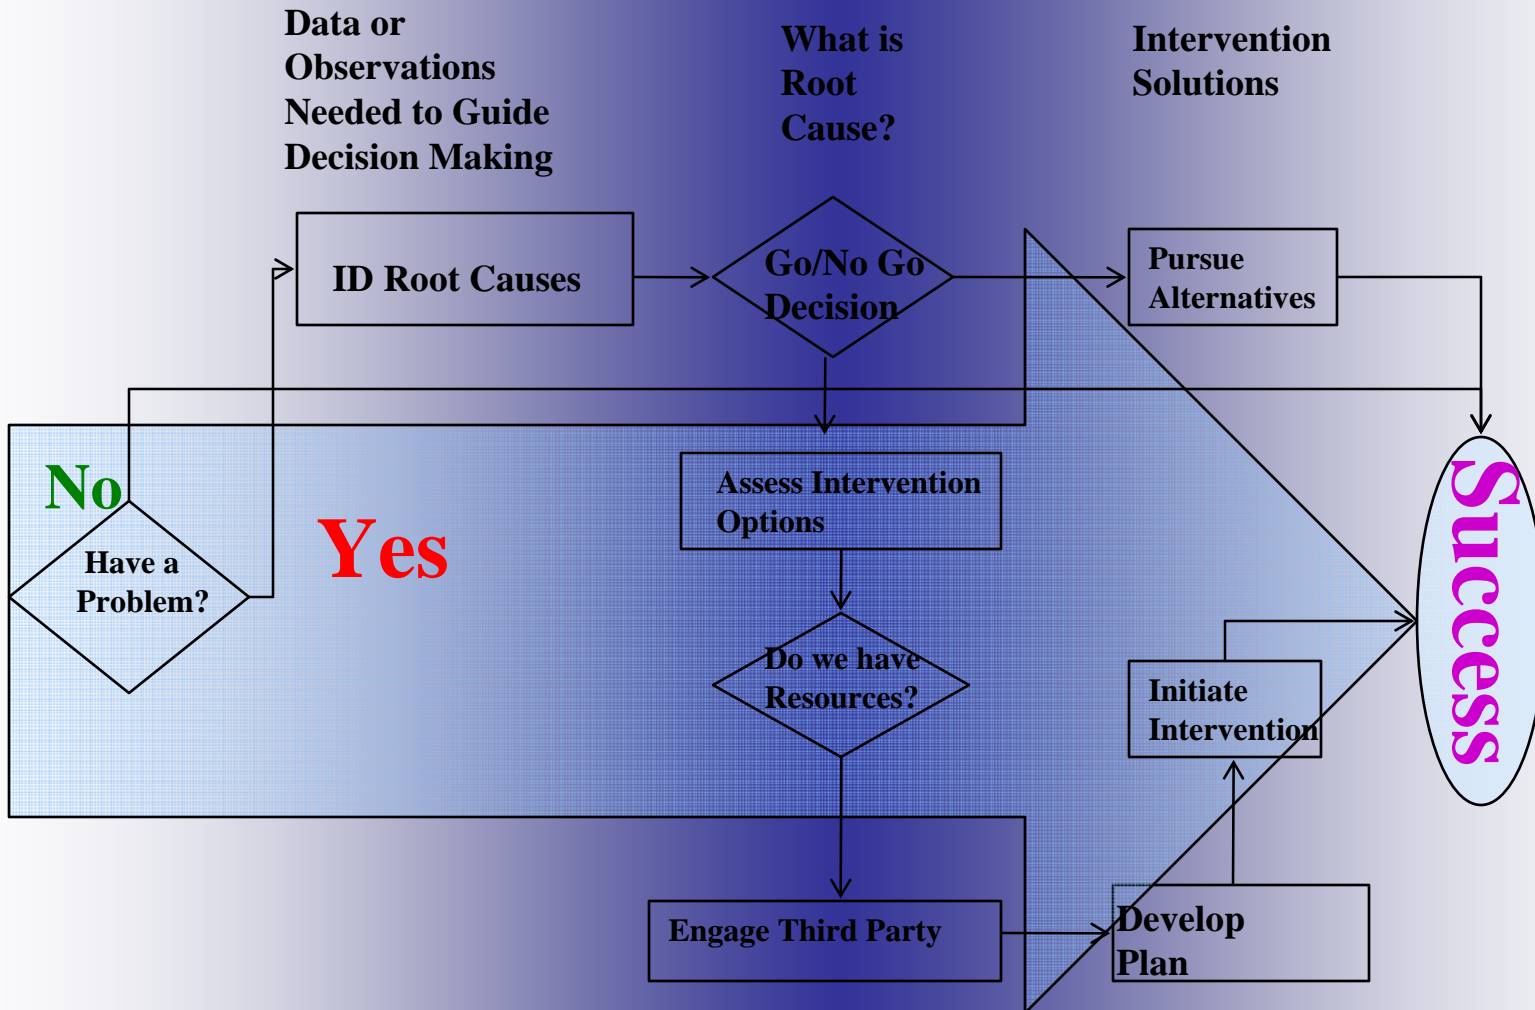 Data or
Observations
Needed to Guide
Decision Making
What is
Root
Cause?
Intervention
Solutions
ID Root Causes
Go/No Go
Decision
Pursue
Alternatives
No
Yes
Have a
Problem?
Assess Intervention
Options
Do we have
Resources?
Engage Third Party
Develop
Plan
Initiate
Intervention
Success